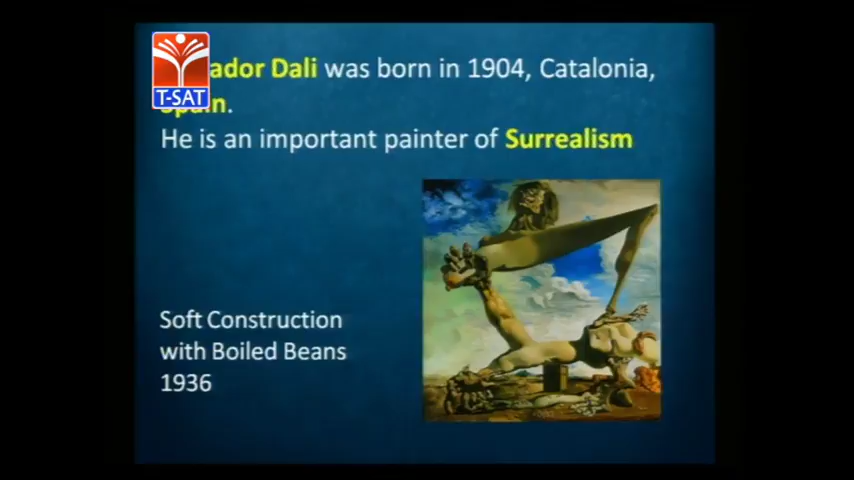 T-SAT
ador Dali was born in 1904, Catalonia,
Spain.
He is an important painter of Surrealism
Soft Construction
with Boiled Beans
1936